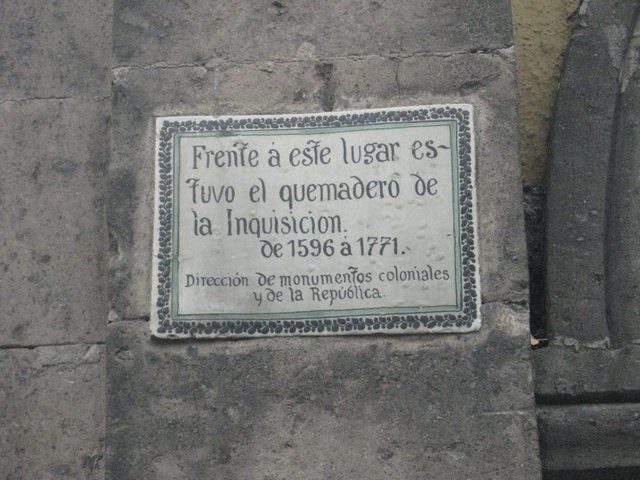 Frente á este lugar es-
tuvo el quemadero de
la Inquisicion.
de 1596 á 1771.
Dirección de monumentos coloniales
y de la República.